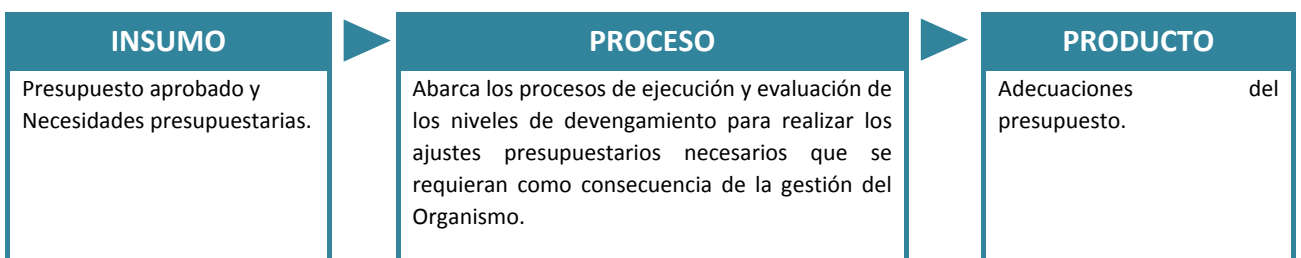 INSUMO
Presupuesto aprobado y
Necesidades presupuestarias.
PROCESO
Abarca los procesos de ejecución y evaluación de
los niveles de devengamiento para realizar los
ajustes presupuestarios necesarios que se
requieran como consecuencia de la gestión del
Organismo.
PRODUCTO
Adecuaciones del
presupuesto.